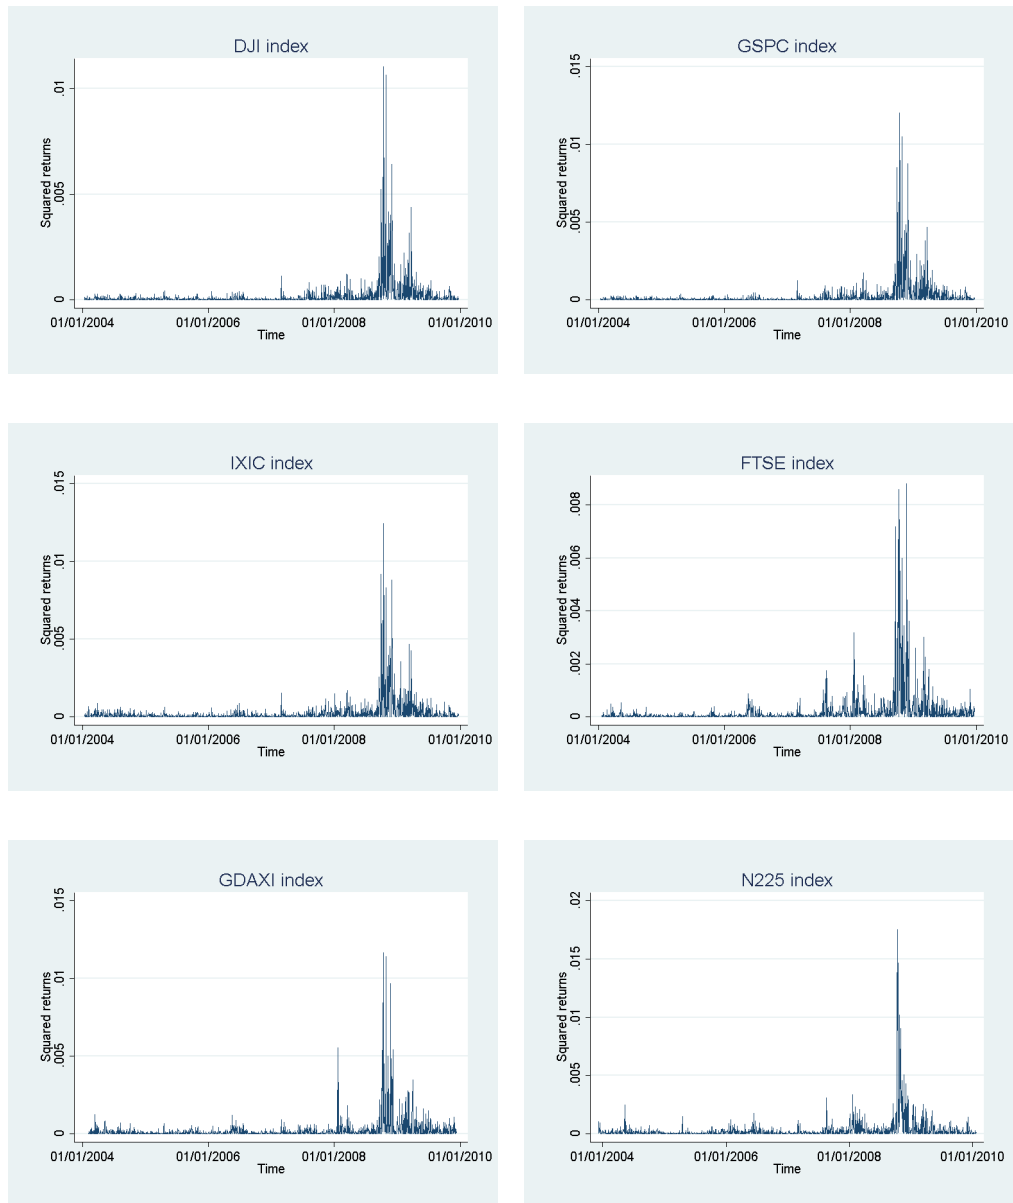 DJI index
.01
.005
0
Squared returns
01/01/2004 01/01/2006 01/01/2008 01/01/2010
Time
GSPC index
.015
.01
.005
0
Squared returns
01/01/2004 01/01/2006 01/01/2008 01/01/2010
Time
IXIC index
.015
.01
.005
0
Squared returns
01/01/2004 01/01/2006 01/01/2008 01/01/2010
Time
FTSE index
.008
.006
.004
.002
0
Squared returns
01/01/2004 01/01/2006 01/01/2008 01/01/2010
Time
GDAXI index
.015
.01
.005
0
Squared returns
01/01/2004 01/01/2006 01/01/2008 01/01/2010
Time
N225 index
.02
.015
.01
.005
0
Squared returns
01/01/2004 01/01/2006 01/01/2008 01/01/2010
Time